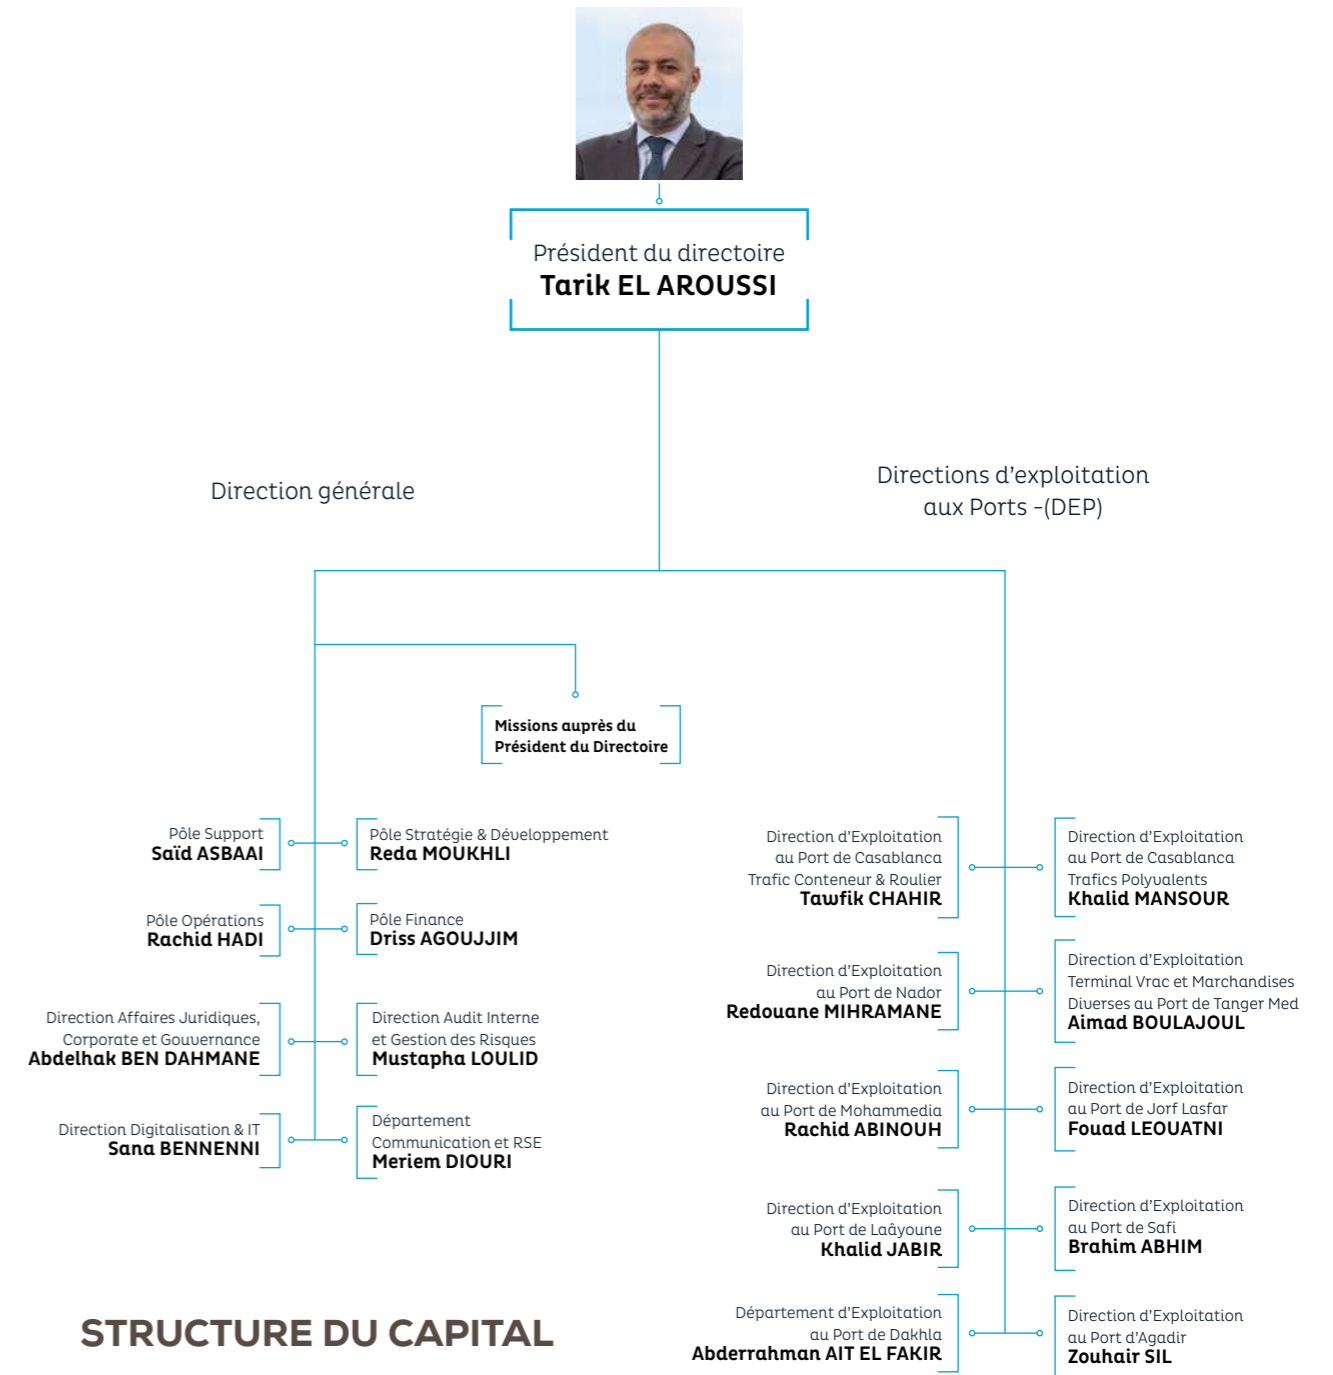 Président du directoire
Tarik EL AROUSSI
Direction générale
Directions d'exploitation
aux Ports -(DEP)
Missions auprès du
Président du Directoire
Pôle Support
Saïd ASBAAI
Pôle Stratégie & Développement
Reda MOUKHLI
Pôle Opérations
Rachid HADI
Pôle Finance
Driss AGOUJJIM
Direction Affaires Juridiques,
Corporate et Gouvernance
Abdelhak BEN DAHMANE
Direction Audit Interne
et Gestion des Risques
Mustapha LOULID
Direction Digitalisation & IT
Sana BENNENNI
Département
Communication et RSE
Meriem DIOURI
Direction d'Exploitation
au Port de Casablanca
Trafic Conteneur & Roulier
Tawfik CHAHIR
Direction d'Exploitation
au Port de Casablanca
Trafics Polyvalents
Khalid MANSOUR
Direction d'Exploitation
au Port de Nador
Redouane MIHRAMANE
Direction d'Exploitation
Terminal Vrac et Marchandises
Diverses au Port de Tanger Med
Aimad BOULAJOUL
Direction d'Exploitation
au Port de Mohammedia
Rachid ABINOUH
Direction d'Exploitation
au Port de Jorf Lasfar
Fouad LEOUATNI
Direction d'Exploitation
au Port de Laâyoune
Khalid JABIR
Direction d'Exploitation
au Port de Safi
Brahim ABHIM
Département d'Exploitation
au Port de Dakhla
Abderrahman AIT EL FAKIR
Direction d'Exploitation
au Port d'Agadir
Zouhair SIL
STRUCTURE DU CAPITAL